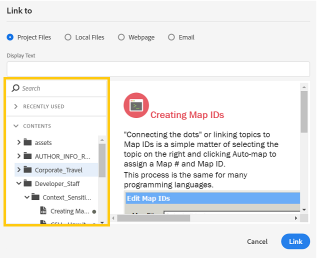 Link to
Project Files
Local Files
Webpage
Email
Display Text
Search
RECENTLY USED
CONTENTS
assets
AUTHOR_INFO_R...
Corporate_Travel
Developer_Staff
Context_Sensiti...
Creating Ma...
Creating Map IDs
"Connecting the dots" or linking topics to
Map IDs is a simple matter of selecting the
topic on the right and clicking Auto-map to
assign a Map # and Map ID.
This process is the same for many
programming languages.
Edit Map IDs
Cancel
Link